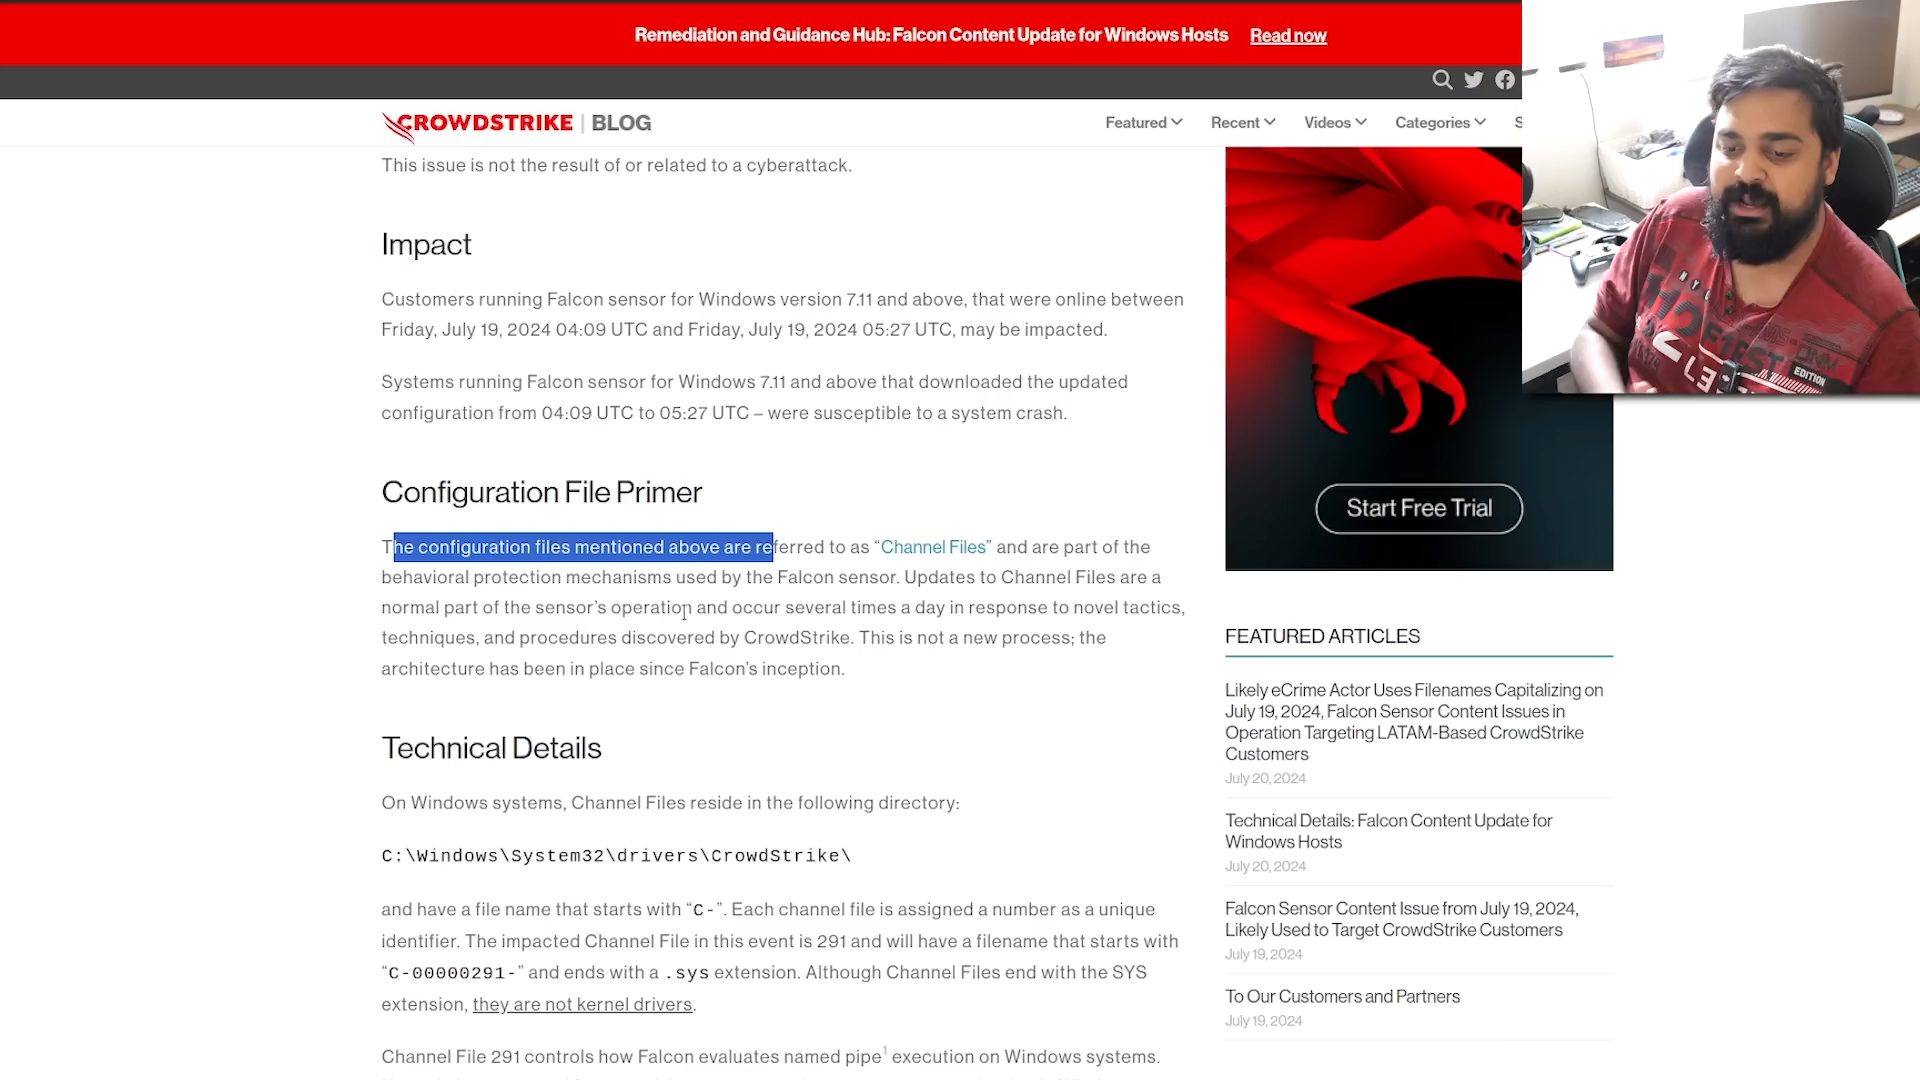 Remediation and Guidance Hub: Falcon Content Update for Windows Hosts Read now
CROWDSTRIKE | BLOG
Featured Recent Videos Categories S
This issue is not the result of or related to a cyberattack.
Impact
Customers running Falcon sensor for Windows version 7.11 and above, that were online between
Friday, July 19, 2024 04:09 UTC and Friday, July 19, 2024 05:27 UTC, may be impacted.
Systems running Falcon sensor for Windows 7.11 and above that downloaded the updated
configuration from 04:09 UTC to 05:27 UTC – were susceptible to a system crash.
Configuration File Primer
The configuration files mentioned above are referred to as “Channel Files” and are part of the
behavioral protection mechanisms used by the Falcon sensor. Updates to Channel Files are a
normal part of the sensor’s operation and occur several times a day in response to novel tactics,
techniques, and procedures discovered by CrowdStrike. This is not a new process; the
architecture has been in place since Falcon’s inception.
Technical Details
On Windows systems, Channel Files reside in the following directory:
C:\Windows\System32\drivers\CrowdStrike\
and have a file name that starts with “C-”. Each channel file is assigned a number as a unique
identifier. The impacted Channel File in this event is 291 and will have a filename that starts with
“C-00000291-” and ends with a .sys extension. Although Channel Files end with the SYS
extension, they are not kernel drivers.
Channel File 291 controls how Falcon evaluates named pipe1 execution on Windows systems.
Start Free Trial
FEATURED ARTICLES
Likely eCrime Actor Uses Filenames Capitalizing on
July 19, 2024, Falcon Sensor Content Issues in
Operation Targeting LATAM-Based CrowdStrike
Customers
July 20, 2024
Technical Details: Falcon Content Update for
Windows Hosts
July 20, 2024
Falcon Sensor Content Issue from July 19, 2024,
Likely Used to Target CrowdStrike Customers
July 19, 2024
To Our Customers and Partners
July 19, 2024
EDITION